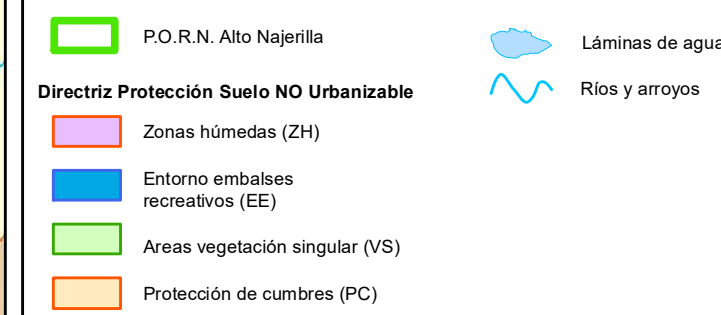 P.O.R.N. Alto Najerilla
Directriz Protección Suelo NO Urbanizable
Zonas húmedas (ZH)
Entorno embalses
recreativos (EE)
Areas vegetación singular (VS)
Protección de cumbres (PC)
Láminas de agua
Ríos y arroyos